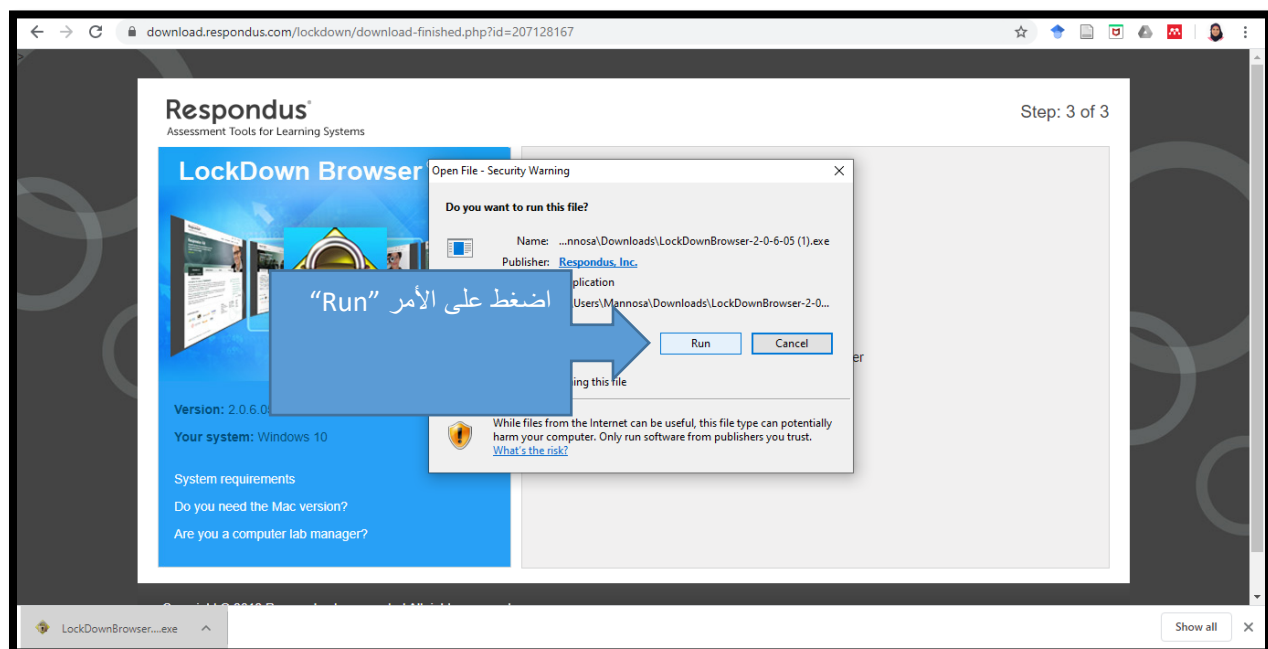 download.respondus.com/lockdown/download-finished.php?id=207128167
Respondus
Assessment Tools for Learning Systems
Step: 3 of 3
LockDown Browser
Open File - Security Warning
Do you want to run this file?
Name: ...nnosa\Downloads\LockDownBrowser-2-0-6-05 (1).exe
Publisher: Respondus, Inc.
plication
Users\Mannosa\Downloads\LockDownBrowser-2-0...
اضغط على الأمر “Run”
Run
Cancel
er
ing this file
While files from the Internet can be useful, this file type can potentially
harm your computer. Only run software from publishers you trust.
What's the risk?
Version: 2.0.6.0
Your system: Windows 10
System requirements
Do you need the Mac version?
Are you a computer lab manager?
LockDownBrowser....exe
Show all